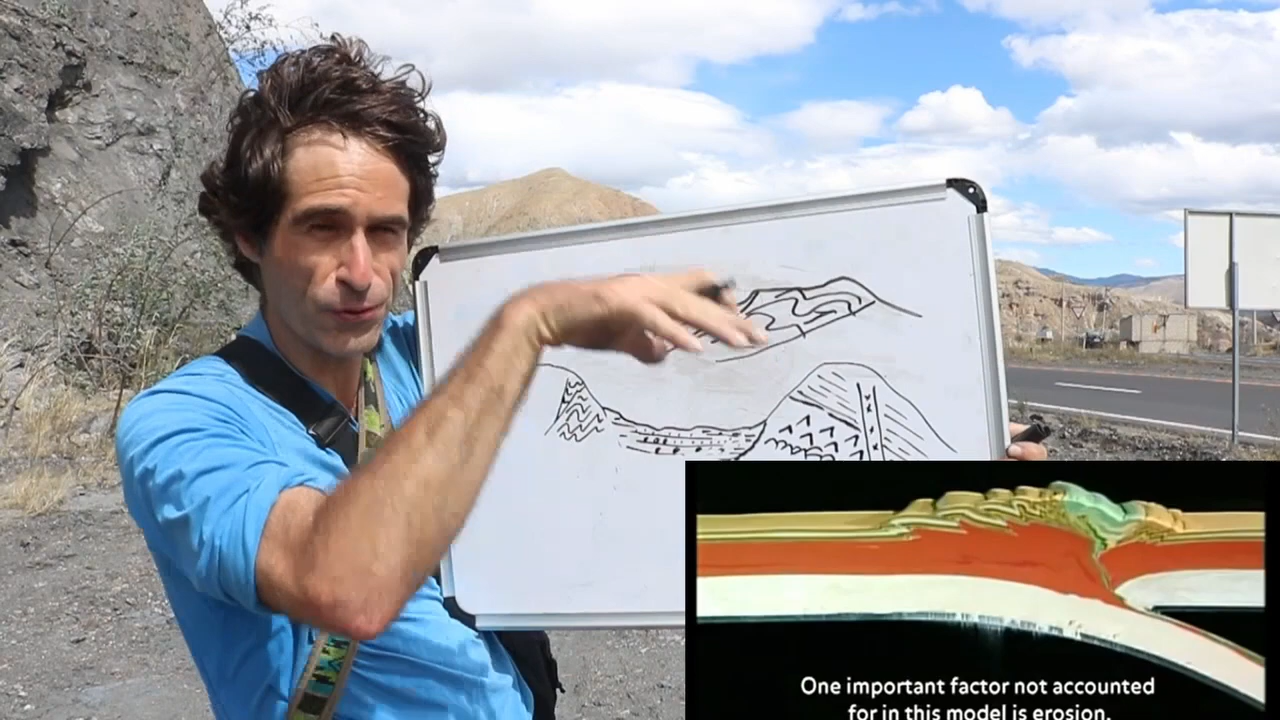 One important factor not accounted
for in this model is erosion.